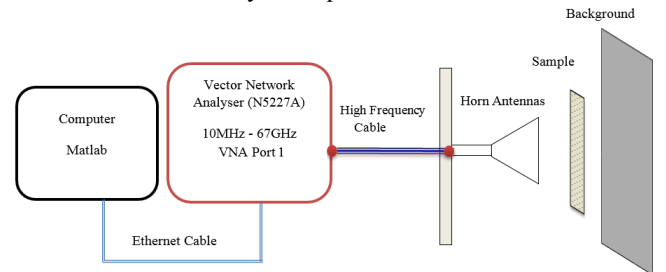 Background
Sample
Vector Network
Analyser (N5227A)
10MHz - 67GHz
VNA Port 1
High Frequency
Cable
Horn Antennas
Computer
Matlab
Ethernet Cable